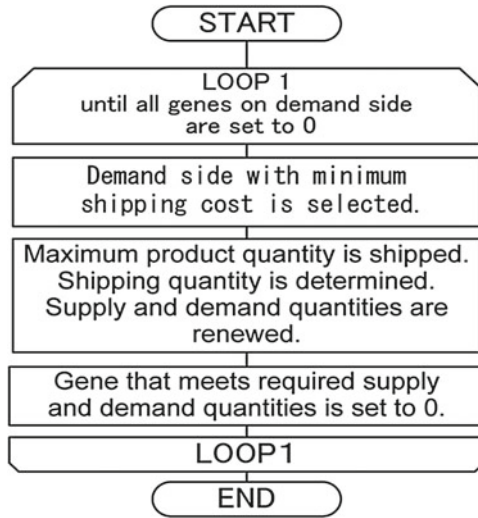 START
LOOP 1
until all genes on demand side
are set to 0
Demand side with minimum
shipping cost is selected.
Maximum product quantity is shipped.
Shipping quantity is determined.
Supply and demand quantities are
renewed.
Gene that meets required supply
and demand quantities is set to 0.
LOOP1
END